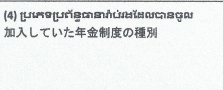 (4) ប្រភេទប្រព័ន្ធធានារ៉ាប់រងដែលបានចូល
加入していた年金制度の種別